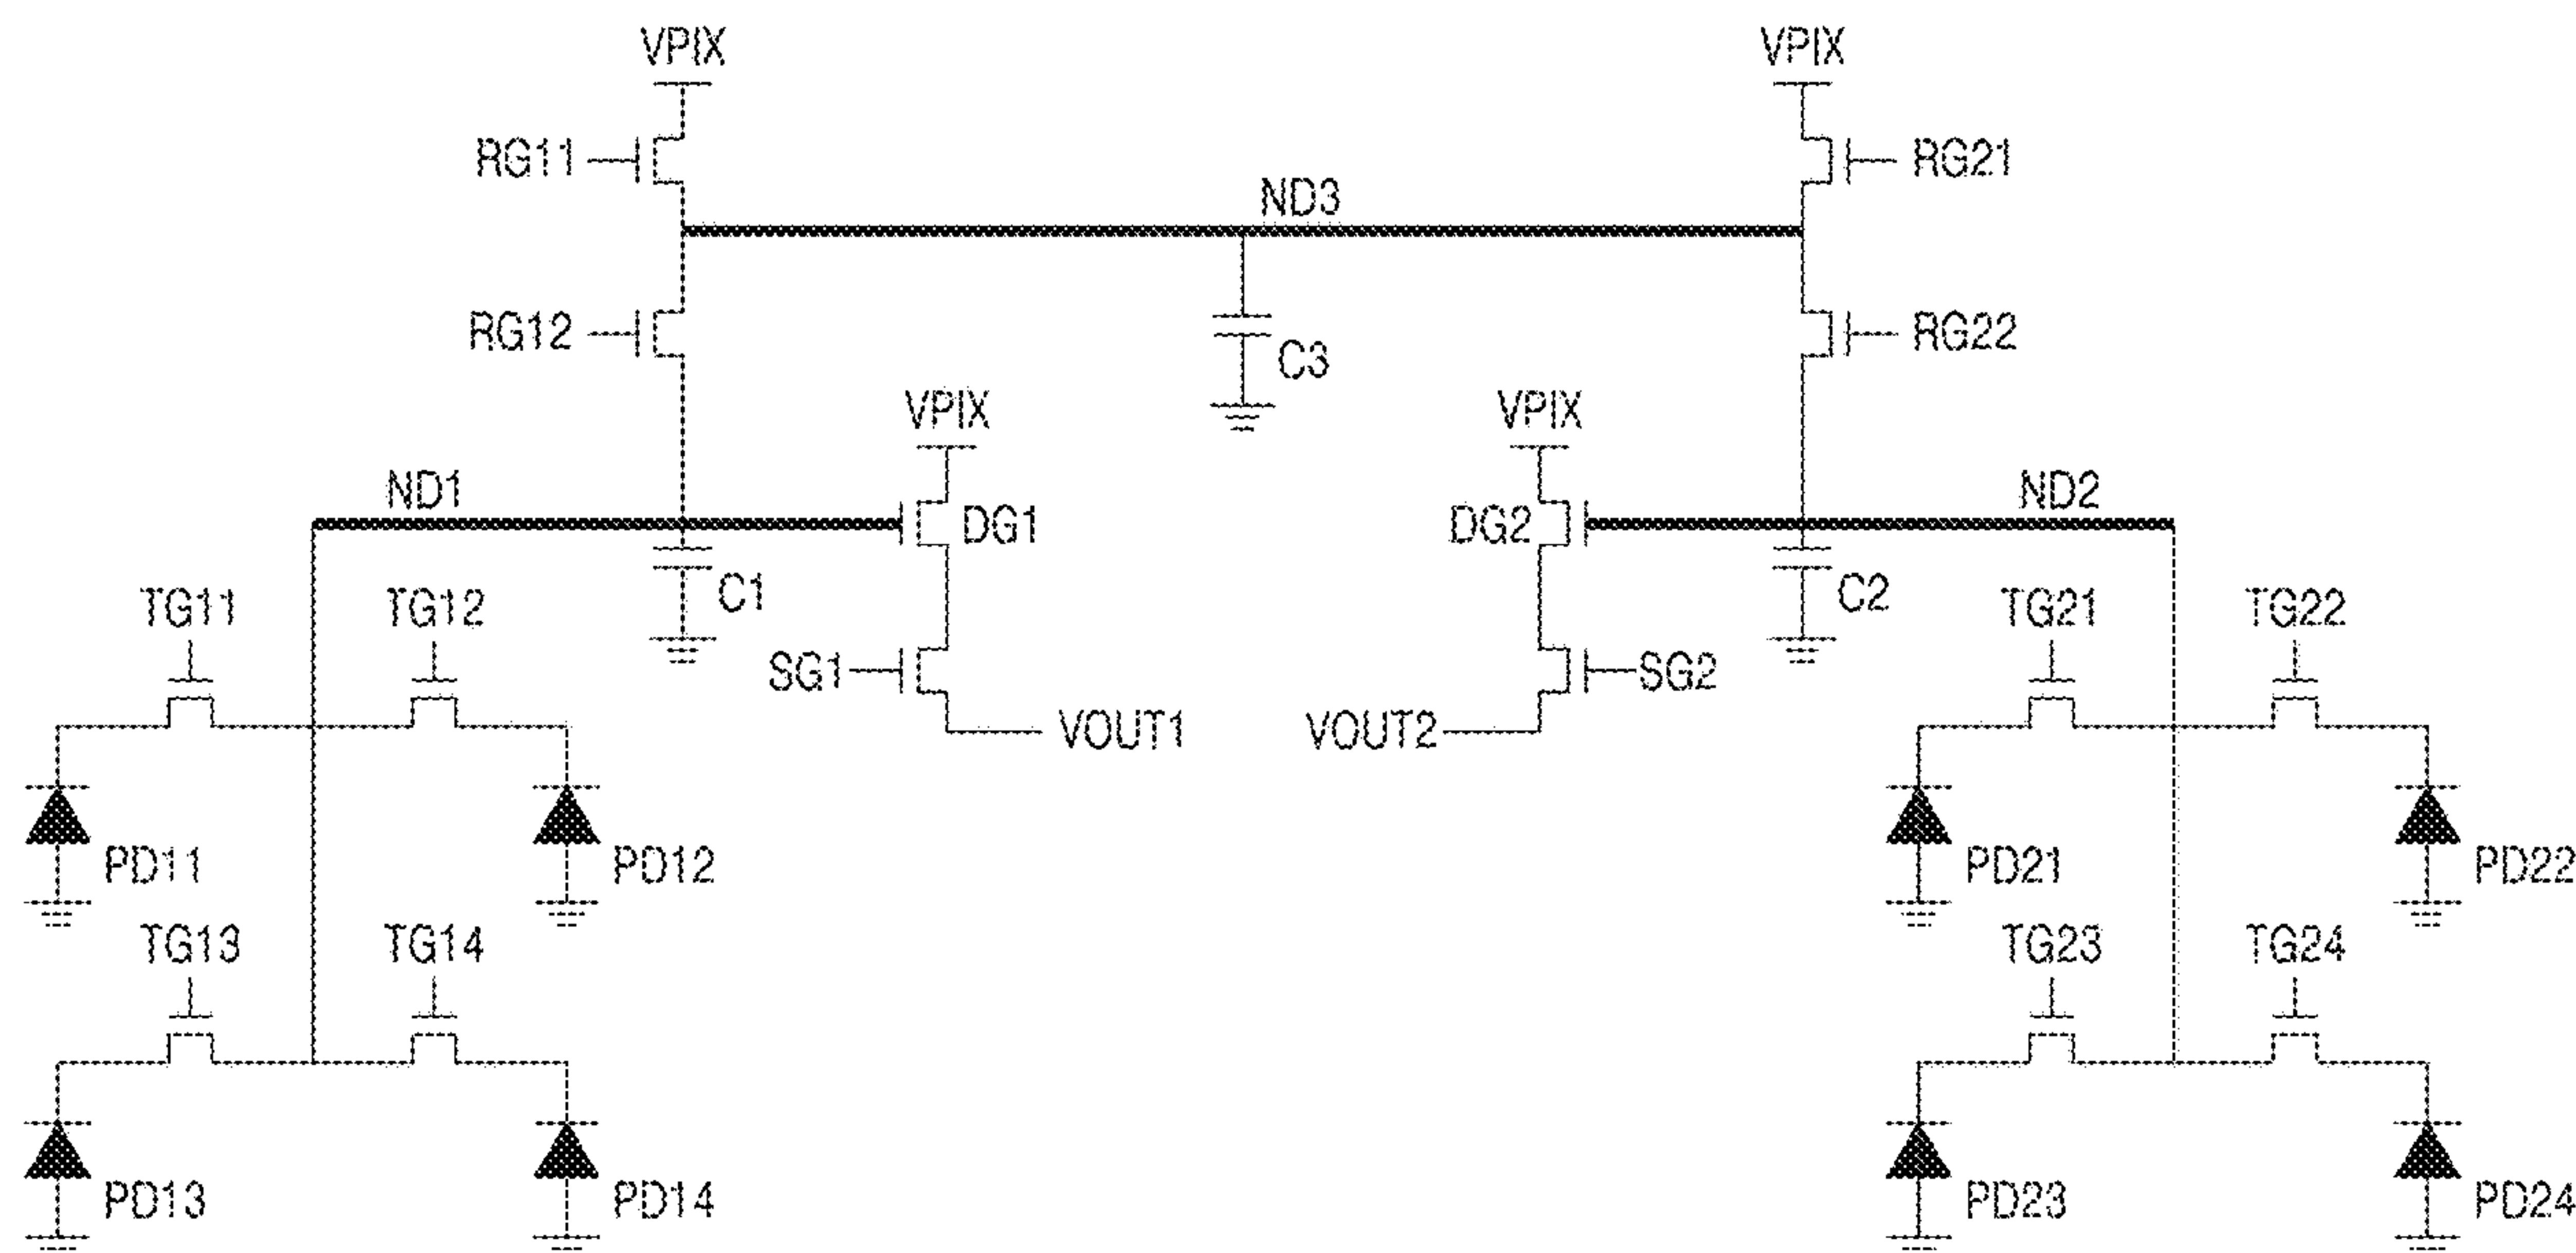 VPIX VPIX
RG11 RG21
ND3
RG12 RG22
C3
VPIX VPIX
ND1 ND2
DG1 DG2
C1 C2
TG11 TG12 TG21 TG22
SG1 SG2
VOUT1 VOUT2
PD11 PD12 PD21 PD22
TG13 TG14 TG23 TG24
PD13 PD14 PD23 PD24